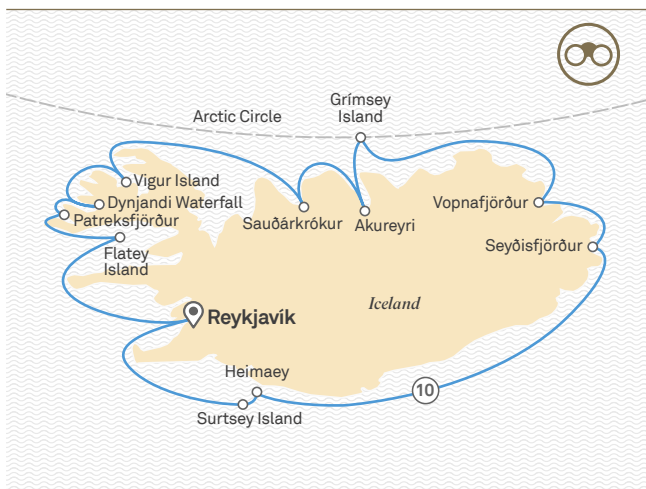 Arctic Circle
Grímsey
Island
Vigur Island
Dynjandi Waterfall
Patreksfjörður
Flatey
Island
Sauðárkrókur
Akureyri
Vopnafjörður
Seyðisfjörður
Iceland
Reykjavík
Heimaey
Surtsey Island
10